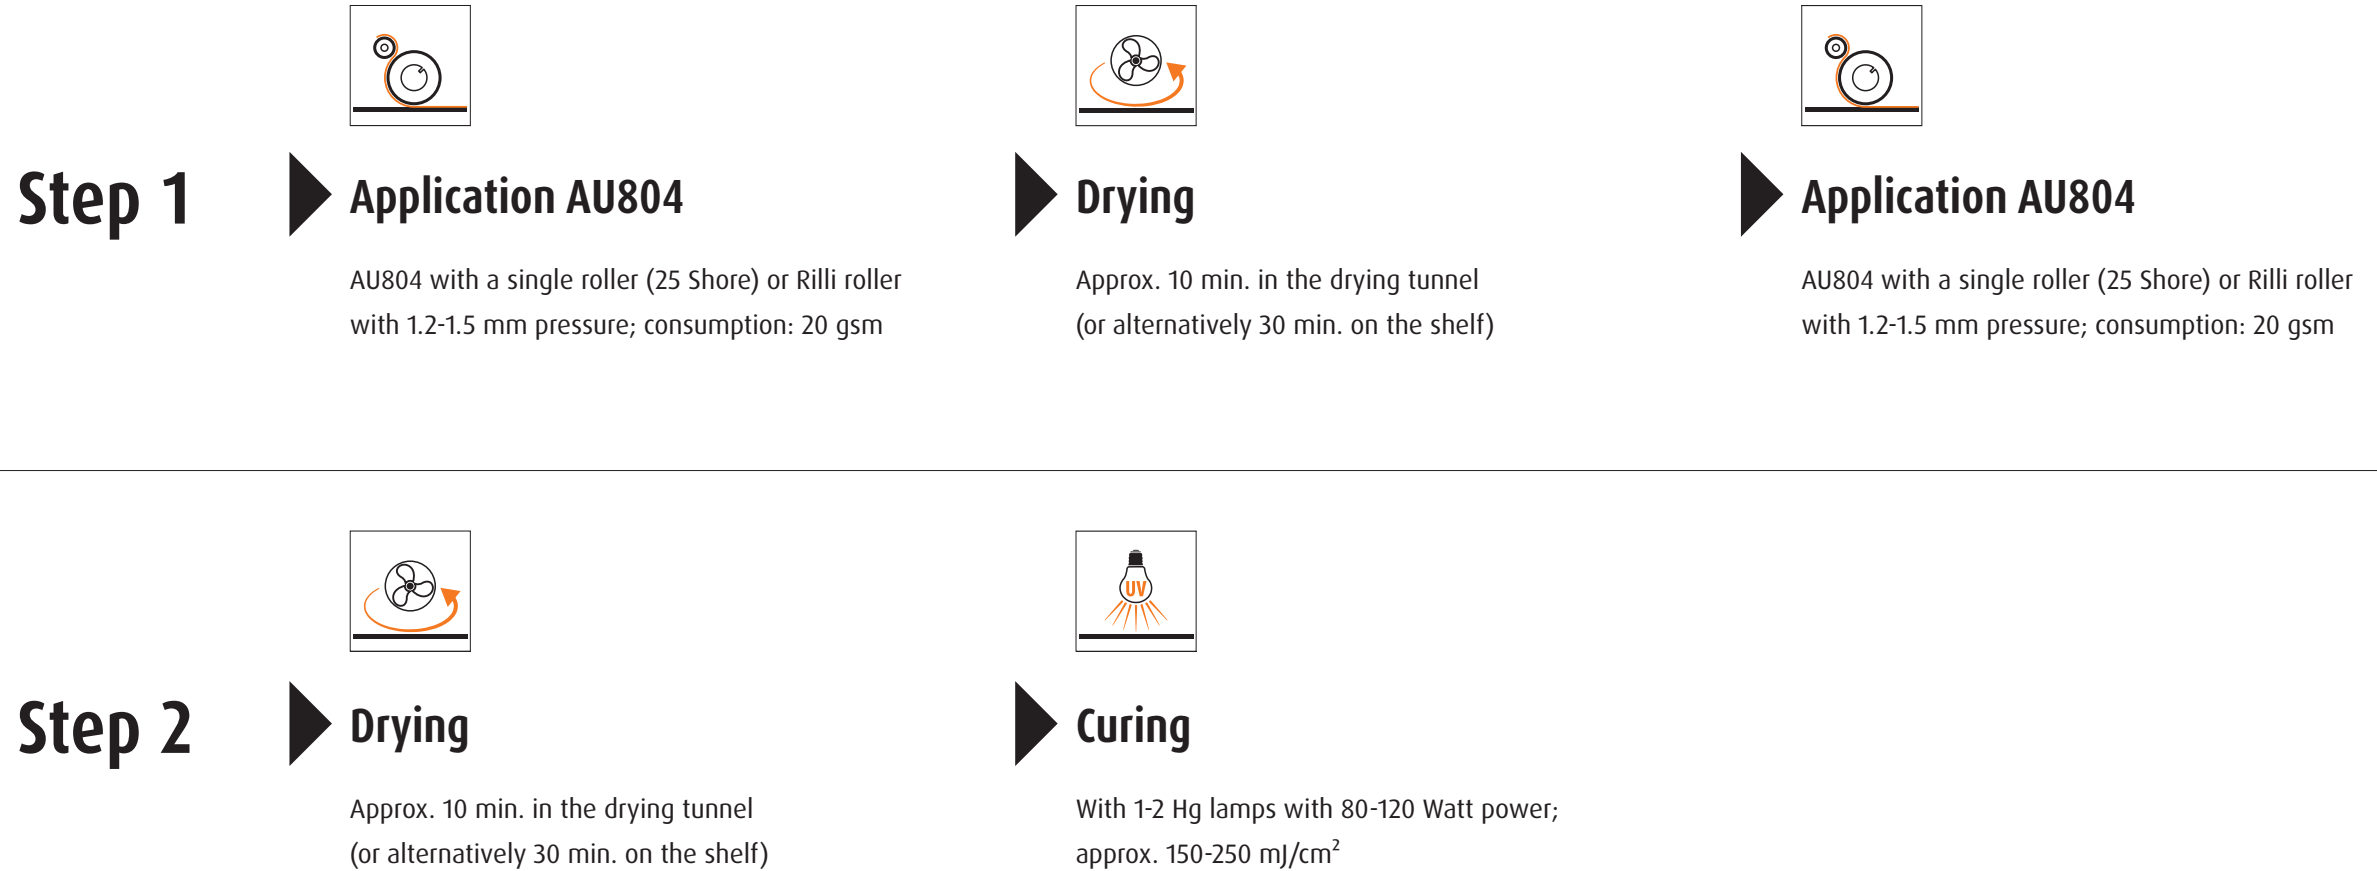 Step 1
Application AU804
AU804 with a single roller (25 Shore) or Rilli roller
with 1.2-1.5 mm pressure; consumption: 20 gsm
Drying
Approx. 10 min. in the drying tunnel
(or alternatively 30 min. on the shelf)
Application AU804
AU804 with a single roller (25 Shore) or Rilli roller
with 1.2-1.5 mm pressure; consumption: 20 gsm
Step 2
Drying
Approx. 10 min. in the drying tunnel
(or alternatively 30 min. on the shelf)
UV
Curing
With 1-2 Hg lamps with 80-120 Watt power;
approx. 150-250 mJ/cm²